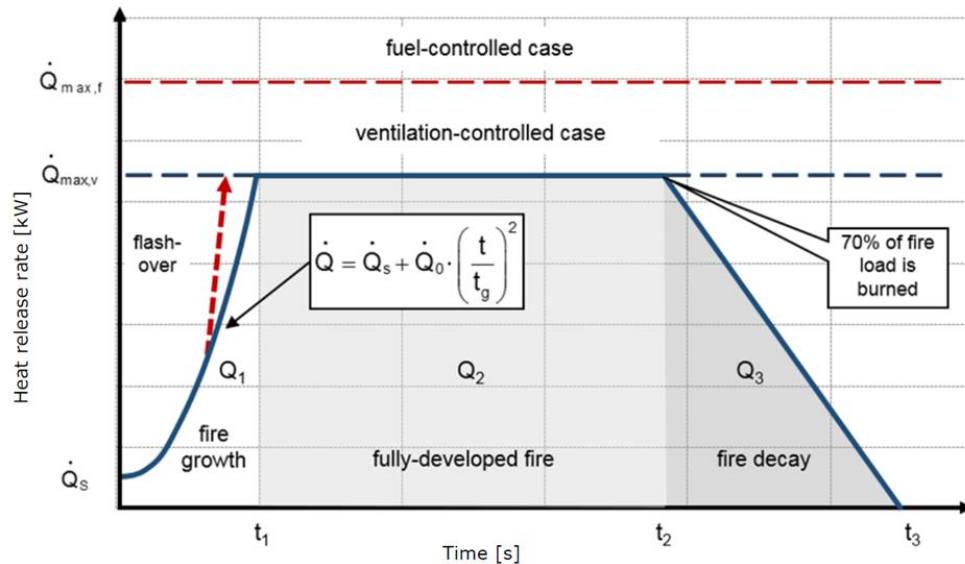 fuel-controlled case
Q̇max,f
ventilation-controlled case
Q̇max,v
Heat release rate [kW]
flash-
over
Q̇ = Q̇s + Q̇0 · (t / tg)²
70% of fire
load is
burned
Q1
Q2
Q3
fire
growth
fully-developed fire
fire decay
Q̇s
t1
t2
t3
Time [s]